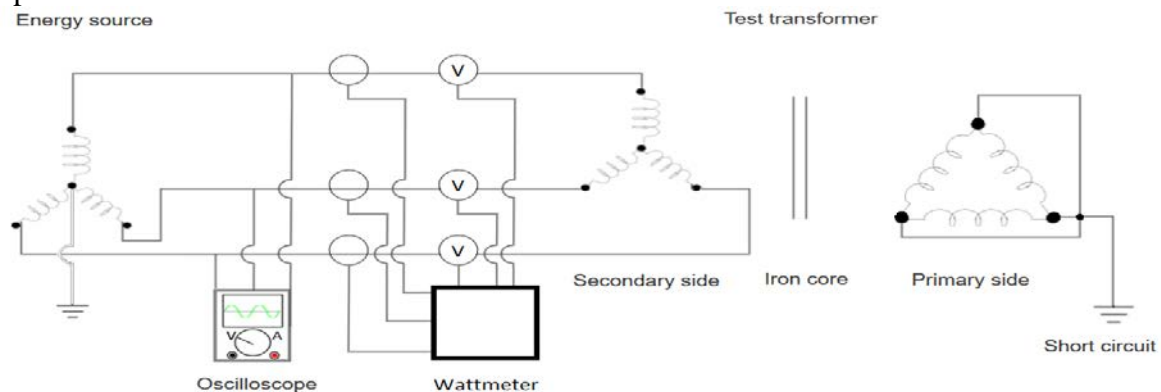 Energy source
Test transformer
V
V
V
V A
Secondary side
Iron core
Primary side
Short circuit
Oscilloscope
Wattmeter